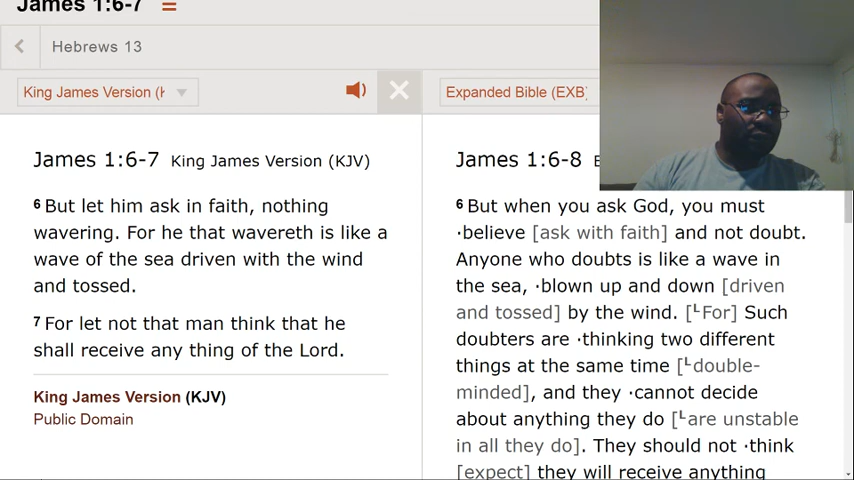 James 1:6-7
Hebrews 13
King James Version (K
Expanded Bible (EXB)
James 1:6-7 King James Version (KJV)
6 But let him ask in faith, nothing
wavering. For he that wavereth is like a
wave of the sea driven with the wind
and tossed.
7 For let not that man think that he
shall receive any thing of the Lord.
King James Version (KJV)
Public Domain
James 1:6-8 E
6 But when you ask God, you must
·believe [ask with faith] and not doubt.
Anyone who doubts is like a wave in
the sea, ·blown up and down [driven
and tossed] by the wind. [LFor] Such
doubters are ·thinking two different
things at the same time [Ldouble-
minded], and they ·cannot decide
about anything they do [Lare unstable
in all they do]. They should not ·think
[expect] they will receive anything